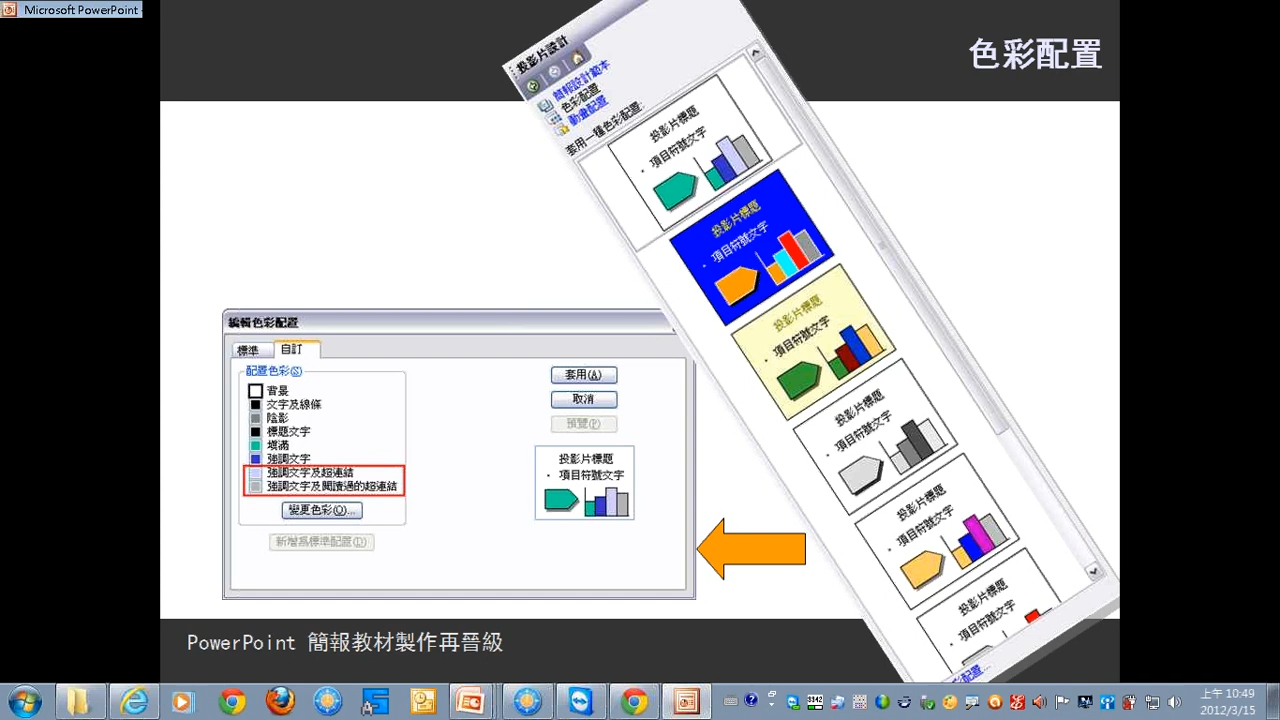 Microsoft PowerPoint
色彩配置
投影片設計
簡報設計範本
色彩配置
動畫配置
套用一種色彩配置:
投影片標題
• 項目符號文字
投影片標題
• 項目符號文字
投影片標題
• 項目符號文字
投影片標題
• 項目符號文字
投影片標題
• 項目符號文字
投影片標題
• 項目符號文字
色配置...
編輯色彩配置
標準
自訂
配置色彩(S)
背景
文字及線條
陰影
標題文字
填滿
強調文字
強調文字及超連結
強調文字及閱讀過的超連結
變更色彩(O)...
新增為標準配置(D)
套用(A)
取消
預覽(P)
投影片標題
• 項目符號文字
PowerPoint 簡報教材製作再晉級
上午 10:49
2012/3/15